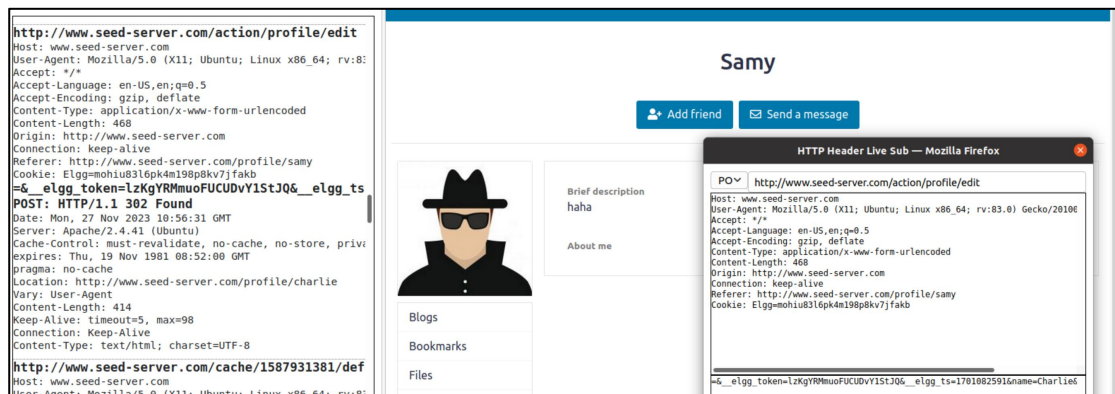 http://www.seed-server.com/action/profile/edit
Host: www.seed-server.com
User-Agent: Mozilla/5.0 (X11; Ubuntu; Linux x86_64; rv:83
Accept: */*
Accept-Language: en-US,en;q=0.5
Accept-Encoding: gzip, deflate
Content-Type: application/x-www-form-urlencoded
Content-Length: 468
Origin: http://www.seed-server.com
Connection: keep-alive
Referer: http://www.seed-server.com/profile/samy
Cookie: Elgg=mohiu83l6pk4m198p8kv7jfakb
=&__elgg_token=lzKgYRMmuoFUCUDvY1StJQ&__elgg_ts
POST: HTTP/1.1 302 Found
Date: Mon, 27 Nov 2023 10:56:31 GMT
Server: Apache/2.4.41 (Ubuntu)
Cache-Control: must-revalidate, no-cache, no-store, priva
expires: Thu, 19 Nov 1981 08:52:00 GMT
pragma: no-cache
Location: http://www.seed-server.com/profile/charlie
Vary: User-Agent
Content-Length: 414
Keep-Alive: timeout=5, max=98
Connection: Keep-Alive
Content-Type: text/html; charset=UTF-8
http://www.seed-server.com/cache/1587931381/def
Host: www.seed-server.com
User-Agent: Mozilla/5.0 (X11; Ubuntu; Linux x86_64; rv:83
Samy
Add friend
Send a message
Brief description
haha
About me
Blogs
Bookmarks
Files
HTTP Header Live Sub — Mozilla Firefox
PO
http://www.seed-server.com/action/profile/edit
Host: www.seed-server.com
User-Agent: Mozilla/5.0 (X11; Ubuntu; Linux x86_64; rv:83.0) Gecko/20100
Accept: */*
Accept-Language: en-US,en;q=0.5
Accept-Encoding: gzip, deflate
Content-Type: application/x-www-form-urlencoded
Content-Length: 468
Origin: http://www.seed-server.com
Connection: keep-alive
Referer: http://www.seed-server.com/profile/samy
Cookie: Elgg=mohiu83l6pk4m198p8kv7jfakb
=&__elgg_token=lzKgYRMmuoFUCUDvY1StJQ&__elgg_ts=1701082591&name=Charlie&